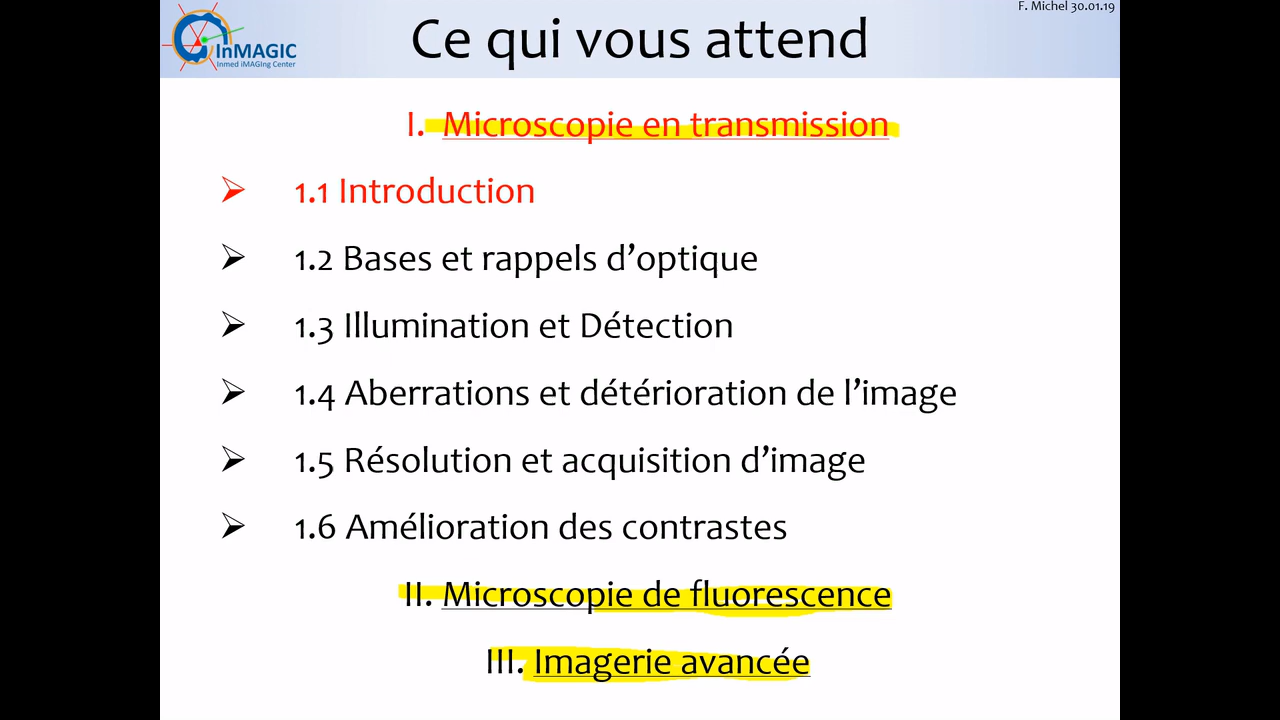 F. Michel 30.01.19
InMAGIC
Inmed iMAGIng Center
Ce qui vous attend
I. Microscopie en transmission
1.1 Introduction
1.2 Bases et rappels d’optique
1.3 Illumination et Détection
1.4 Aberrations et détérioration de l’image
1.5 Résolution et acquisition d’image
1.6 Amélioration des contrastes
II. Microscopie de fluorescence
III. Imagerie avancée